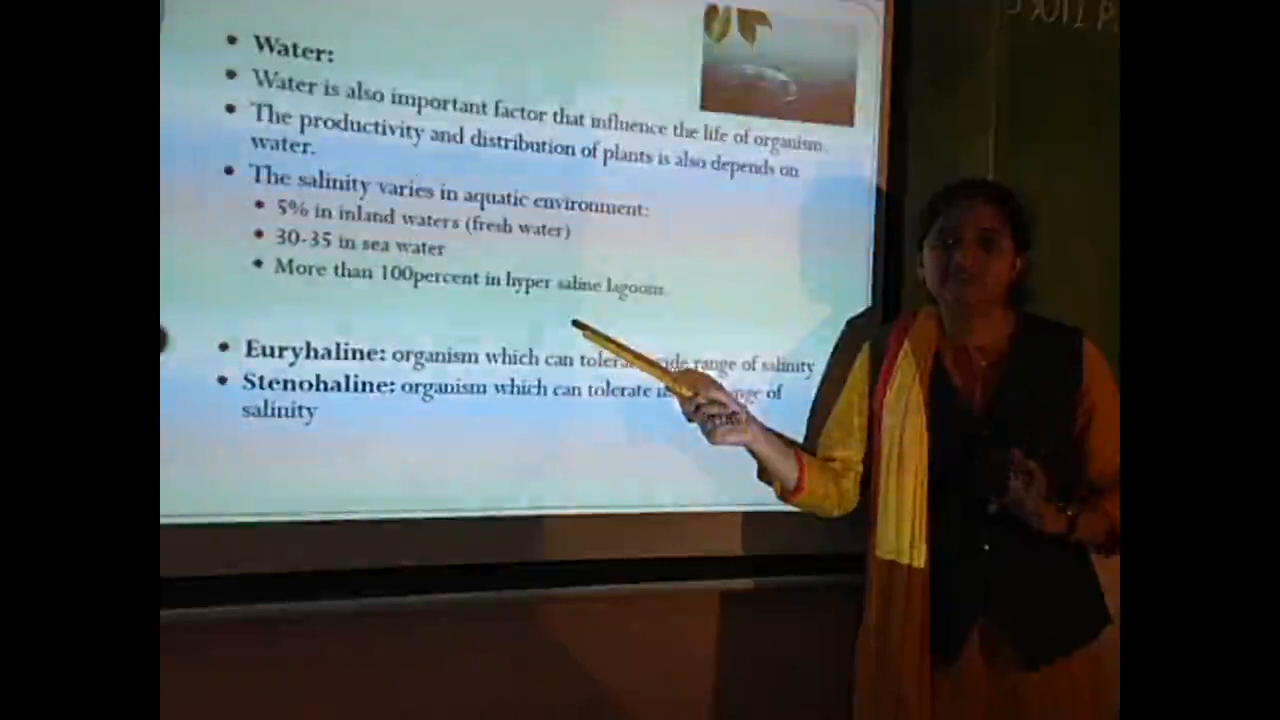 Water:
Water is also important factor that influence the life of organism.
The productivity and distribution of plants is also depends on
water.
The salinity varies in aquatic environment:
5% in inland waters (fresh water)
30-35 in sea water
More than 100percent in hyper saline lagoons.
Euryhaline: organism which can range of salinity
Stenohaline: organism which can tolerate of
salinity